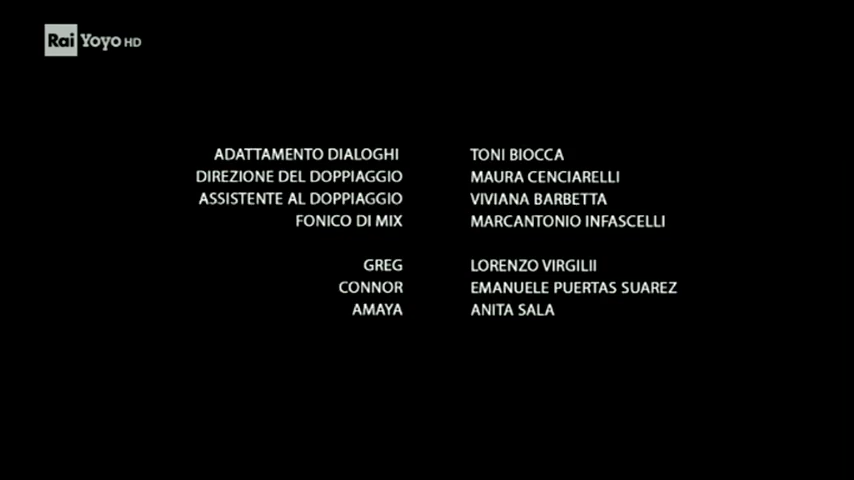 Rai Yoyo HD
ADATTAMENTO DIALOGHI TONI BIOCCA
DIREZIONE DEL DOPPIAGGIO MAURA CENCIARELLI
ASSISTENTE AL DOPPIAGGIO VIVIANA BARBETTA
FONICO DI MIX MARCANTONIO INFASCELLI
GREG LORENZO VIRGILII
CONNOR EMANUELE PUERTAS SUAREZ
AMAYA ANITA SALA